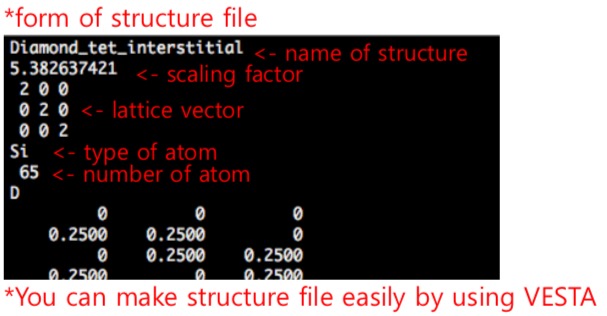 *form of structure file
Diamond_tet_interstitial <- name of structure
5.382637421 <- scaling factor
2 0 0
0 2 0 <- lattice vector
0 0 2
Si <- type of atom
65 <- number of atom
D
0 0 0
0.2500 0.2500 0
0 0.2500 0.2500
0.2500 0 0.2500
*You can make structure file easily by using VESTA